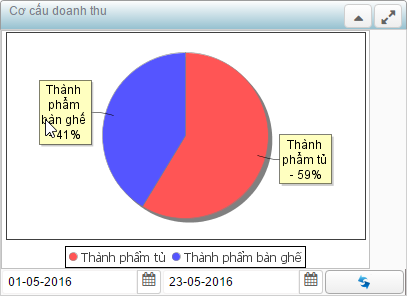 Cơ cấu doanh thu
Thành
phẩm
bàn ghế
- 41%
Thành
phẩm tủ
- 59%
Thành phẩm tủ Thành phẩm bàn ghế
01-05-2016 23-05-2016